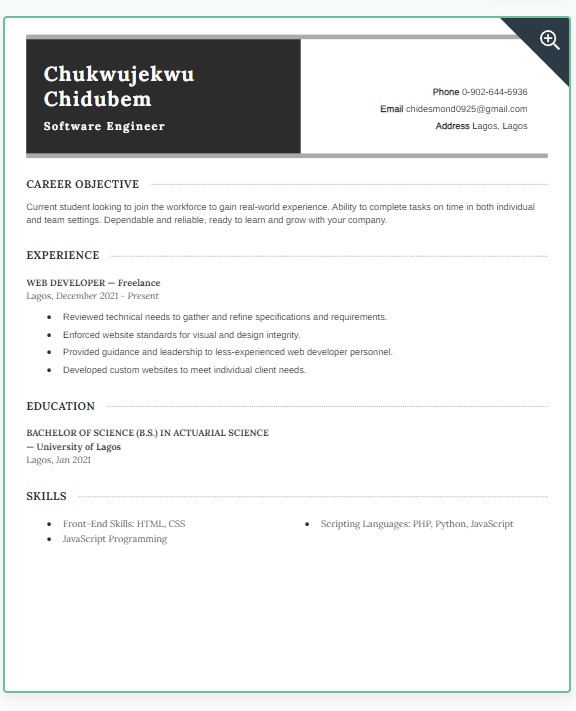 Chukwujekwu
Chidubem
Software Engineer
Phone 0-902-644-6936
Email chidesmond0925@gmail.com
Address Lagos, Lagos
CAREER OBJECTIVE
Current student looking to join the workforce to gain real-world experience. Ability to complete tasks on time in both individual
and team settings. Dependable and reliable, ready to learn and grow with your company.
EXPERIENCE
WEB DEVELOPER — Freelance
Lagos, December 2021 - Present
• Reviewed technical needs to gather and refine specifications and requirements.
• Enforced website standards for visual and design integrity.
• Provided guidance and leadership to less-experienced web developer personnel.
• Developed custom websites to meet individual client needs.
EDUCATION
BACHELOR OF SCIENCE (B.S.) IN ACTUARIAL SCIENCE
— University of Lagos
Lagos, Jan 2021
SKILLS
• Front-End Skills: HTML, CSS
• JavaScript Programming
• Scripting Languages: PHP, Python, JavaScript